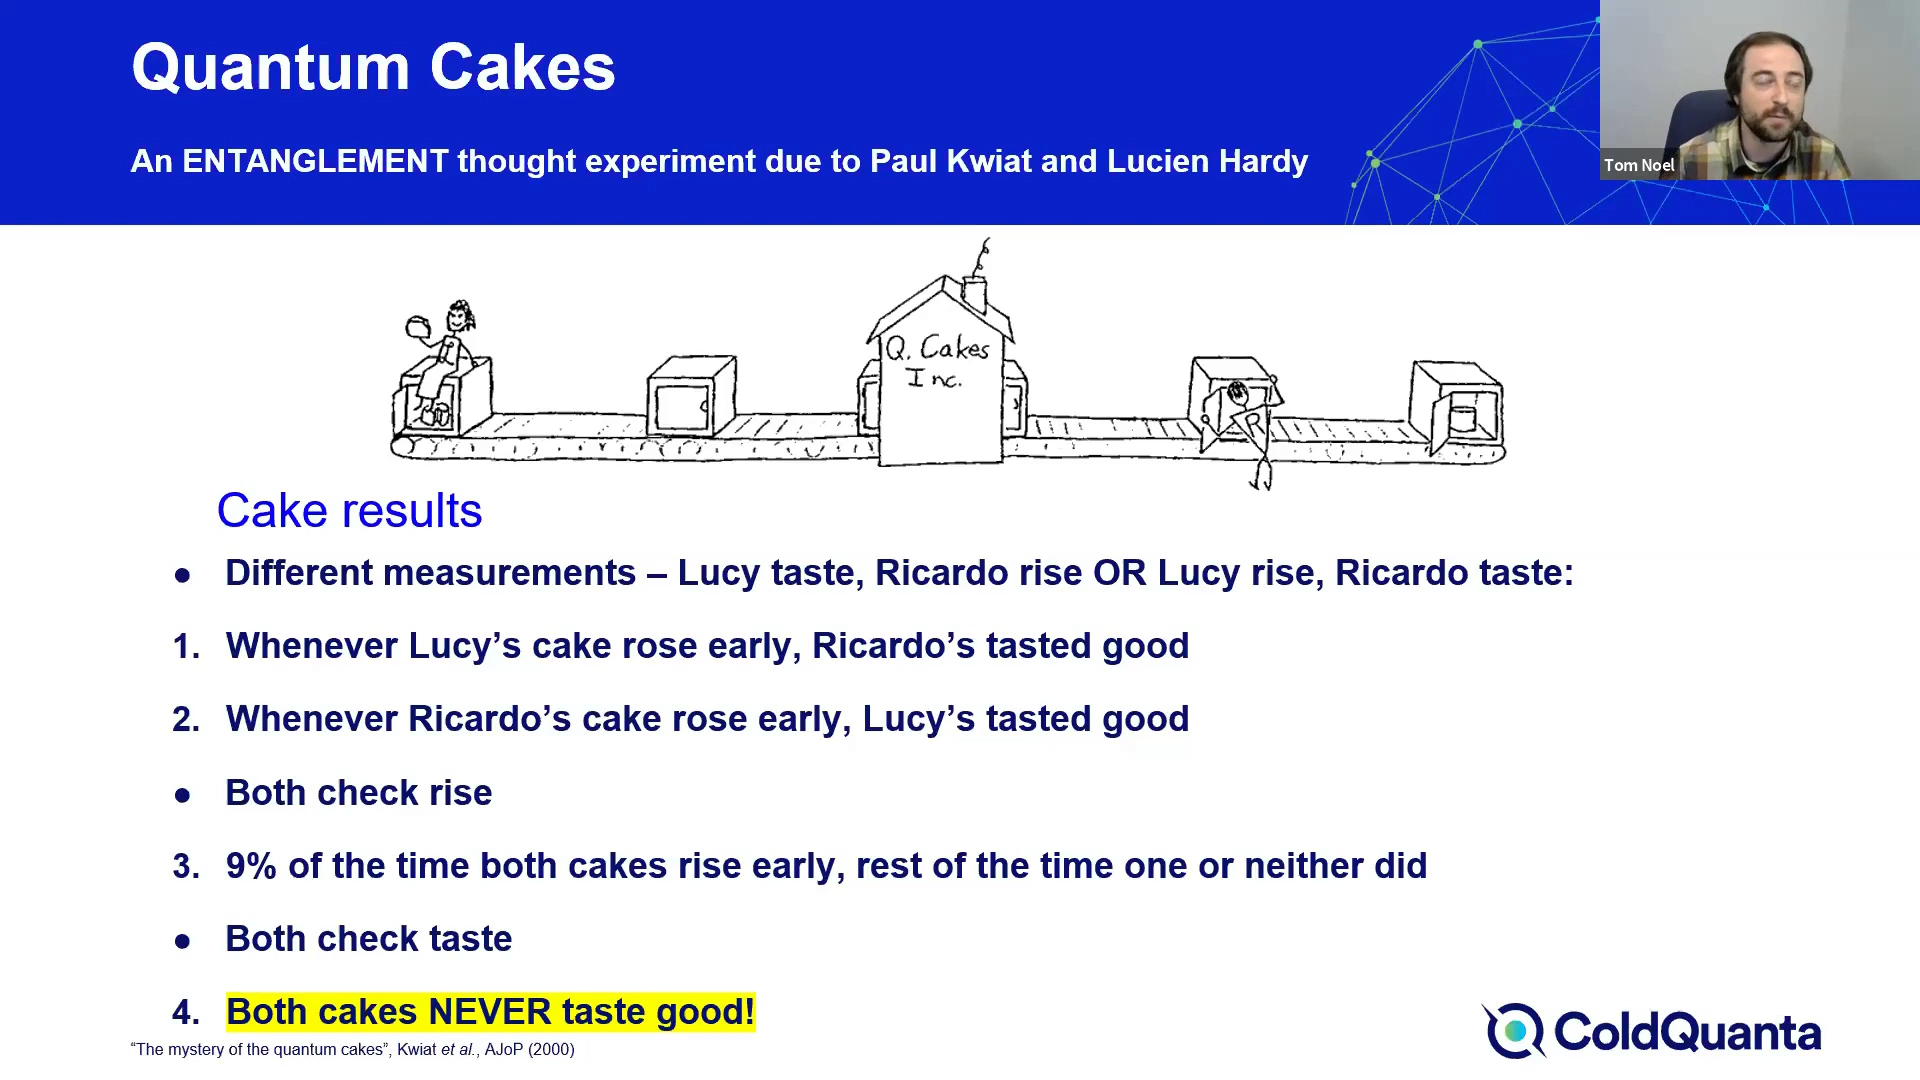 Quantum Cakes
An ENTANGLEMENT thought experiment due to Paul Kwiat and Lucien Hardy
Tom Noel
Q. Cakes
Inc.
R
Cake results
● Different measurements – Lucy taste, Ricardo rise OR Lucy rise, Ricardo taste:
1. Whenever Lucy’s cake rose early, Ricardo’s tasted good
2. Whenever Ricardo’s cake rose early, Lucy’s tasted good
● Both check rise
3. 9% of the time both cakes rise early, rest of the time one or neither did
● Both check taste
4. Both cakes NEVER taste good!
“The mystery of the quantum cakes”, Kwiat et al., AJoP (2000)
ColdQuanta